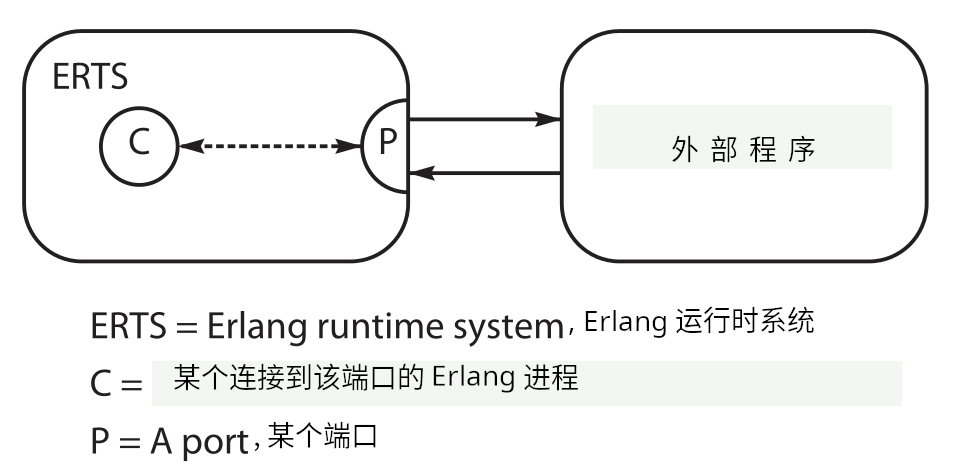 ERTS
C
P
外部程序
ERTS = Erlang runtime system, Erlang 运行时系统
C = 某个连接到该端口的 Erlang 进程
P = A port, 某个端口